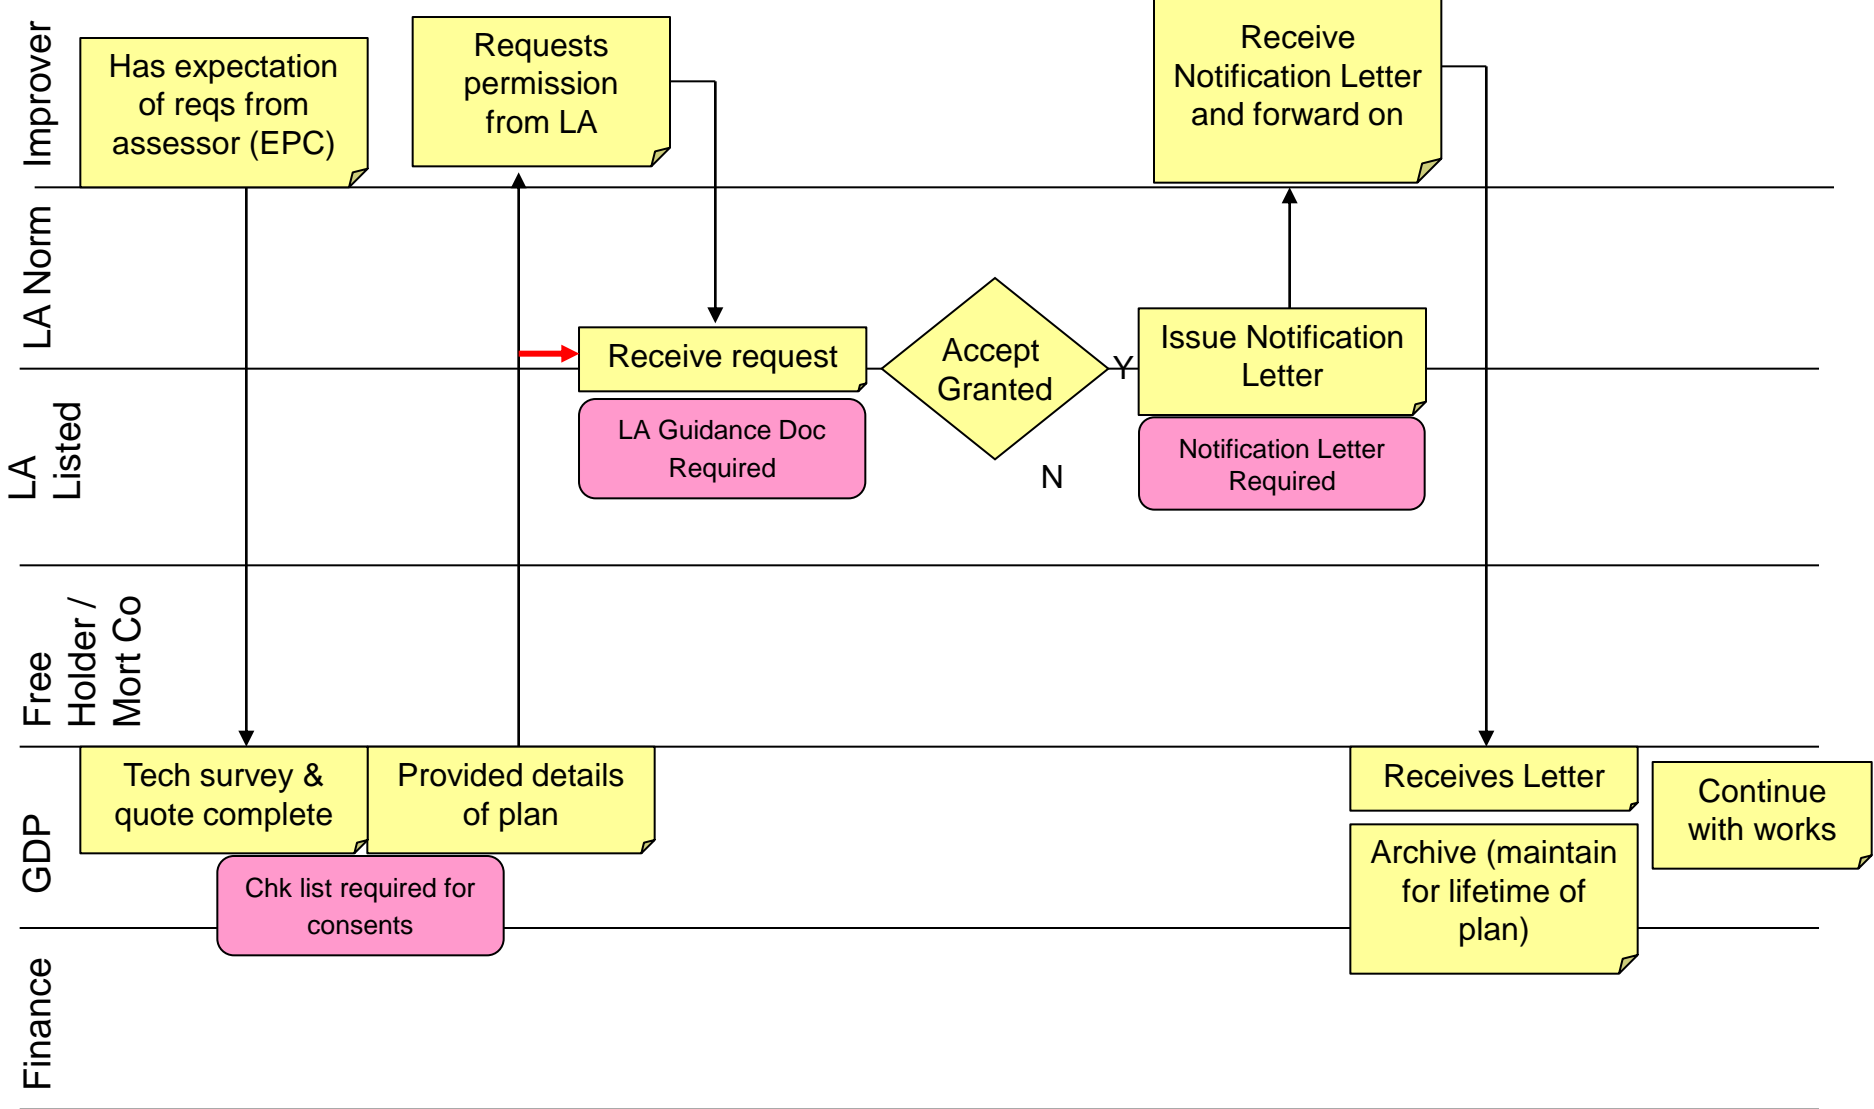 Improver
Has expectation
of reqs from
assessor (EPC)
Requests
permission
from LA
Receive
Notification Letter
and forward on
LA Norm
Receive request
Accept
Granted
Y
Issue Notification
Letter
LA
Listed
LA Guidance Doc
Required
N
Notification Letter
Required
Free
Holder /
Mort Co
GDP
Tech survey &
quote complete
Provided details
of plan
Chk list required for
consents
Receives Letter
Archive (maintain
for lifetime of
plan)
Continue
with works
Finance